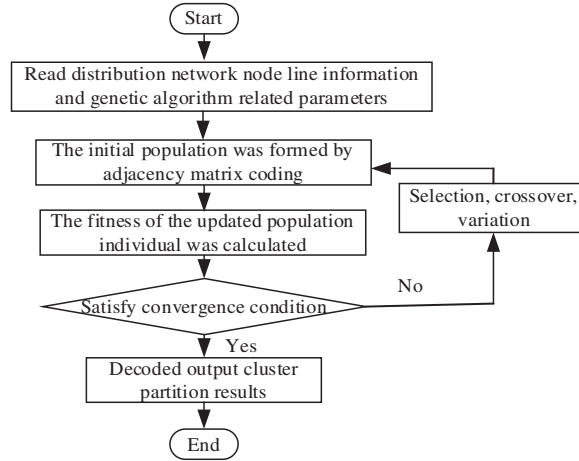 Start
Read distribution network node line information
and genetic algorithm related parameters
The initial population was formed by
adjacency matrix coding
Selection, crossover,
variation
The fitness of the updated population
individual was calculated
Satisfy convergence condition
No
Yes
Decoded output cluster
partition results
End